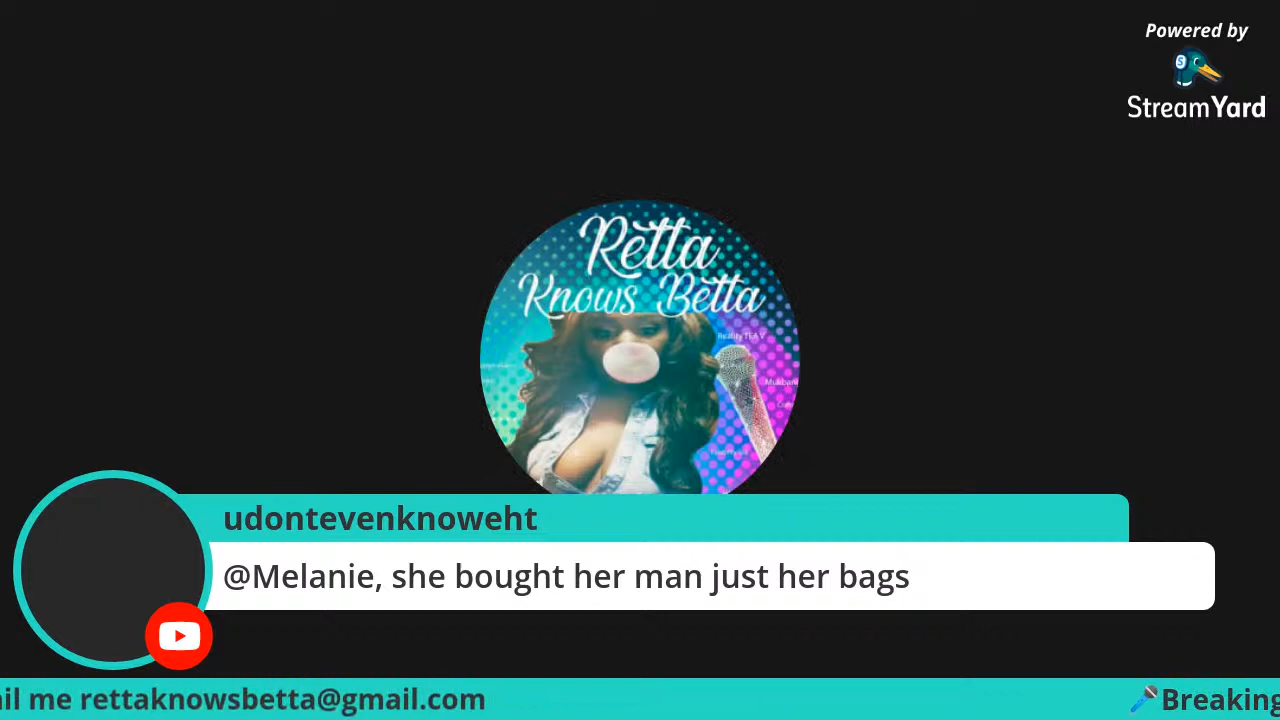 Powered by
StreamYard
Retta
Knows Betta
udontevenknoweht
@Melanie, she bought her man just her bags
il me rettaknowsbetta@gmail.com
🎤Breaking